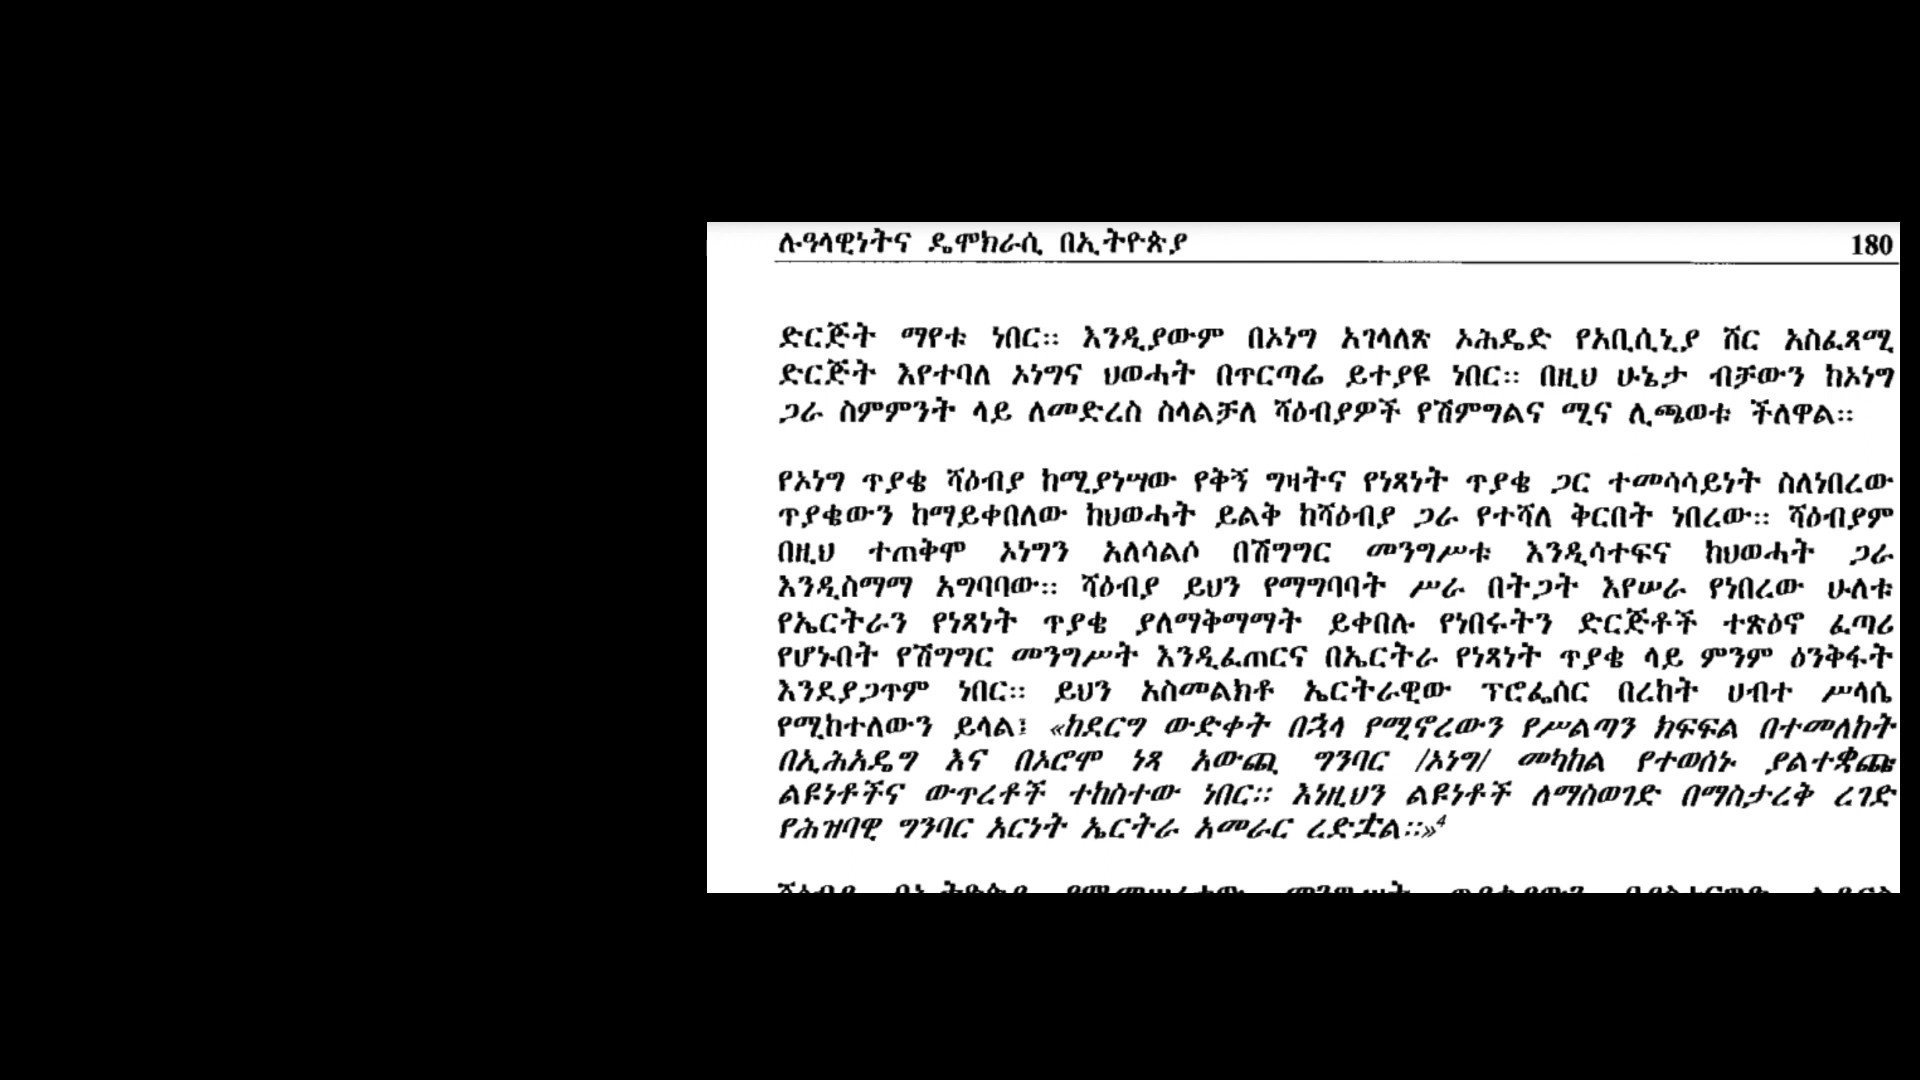 ሉዓላዊነትና ዴሞክራሲ በኢትዮጵያ 180
ድርጅት ማየቱ ነበር። እንዲያውም በኦነግ አገላለጽ ኦሕዴድ የአቢሲኒያ ሽር አስፈጻሚ
ድርጅት እየተባለ ኦነግና ህወሓት በጥርጣሬ ይተያዩ ነበር። በዚህ ሁኔታ ብቻውን ከኦነግ
ጋራ ስምምንት ላይ ለመድረስ ስላልቻለ ሻዕብያዎች የሽምግልና ሚና ሊጫወቱ ችለዋል።
የኦነግ ጥያቄ ሻዕብያ ከሚያነሣው የቅኝ ግዛትና የነጻነት ጥያቄ ጋር ተመሳሳይነት ስለነበረው
ጥያቄውን ከማይቀበለው ከህወሓት ይልቅ ከሻዕብያ ጋራ የተሻለ ቅርበት ነበረው። ሻዕብያም
በዚህ ተጠቅሞ ኦነግን አለሳልሶ በሽግግር መንግሥቱ እንዲሳተፍና ከህወሓት ጋራ
እንዲስማማ አግባባው። ሻዕብያ ይህን የማግባባት ሥራ በትጋት እየሠራ የነበረው ሁለቱ
የኤርትራን የነጻነት ጥያቄ ያለማቅማማት ይቀበሉ የነበሩትን ድርጅቶች ተጽዕኖ ፈጣሪ
የሆኑበት የሽግግር መንግሥት እንዲፈጠርና በኤርትራ የነጻነት ጥያቄ ላይ ምንም ዕንቅፋት
እንደያጋጥም ነበር። ይህን አስመልክቶ ኤርትራዊው ፕሮፌሰር በረከት ሀብተ ሥላሴ
የሚከተለውን ይላል፤ «ከደርግ ውድቀት በኋላ የሚኖረውን የሥልጣን ክፍፍል በተመለከት
በኢሕአዴግ እና በኦሮሞ ነጻ አውጪ ግንባር /ኦነግ/ መካከል የተወሰኑ ያልተቋጩ
ልዩነቶችና ውጥረቶች ተከስተው ነበር። እነዚህን ልዩነቶች ለማስወገድ በማስታረቅ ረገድ
የሕዝባዊ ግንባር አርነት ኤርትራ አመራር ረድቷል።»4